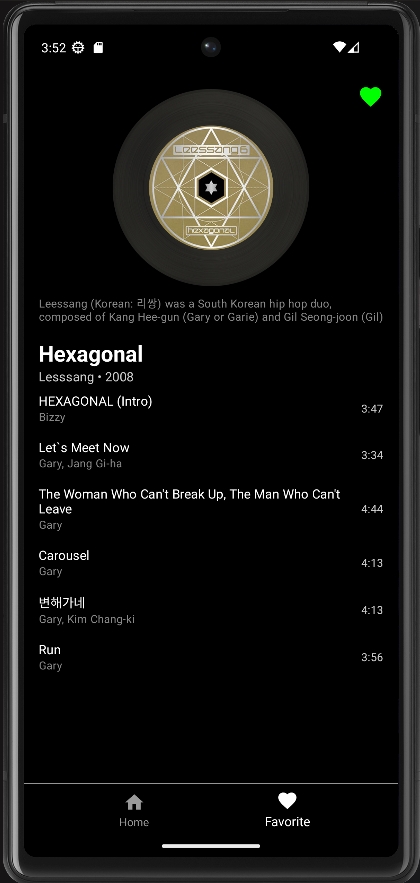 3:52
Leessang 6
hexagonal
Leessang (Korean: 리쌍) was a South Korean hip hop duo,
composed of Kang Hee-gun (Gary or Garie) and Gil Seong-joon (Gil)
Hexagonal
Lesssang • 2008
HEXAGONAL (Intro)
3:47
Bizzy
Let`s Meet Now
3:34
Gary, Jang Gi-ha
The Woman Who Can't Break Up, The Man Who Can't
Leave
4:44
Gary
Carousel
4:13
Gary
변해가네
4:13
Gary, Kim Chang-ki
Run
3:56
Gary
Home
Favorite